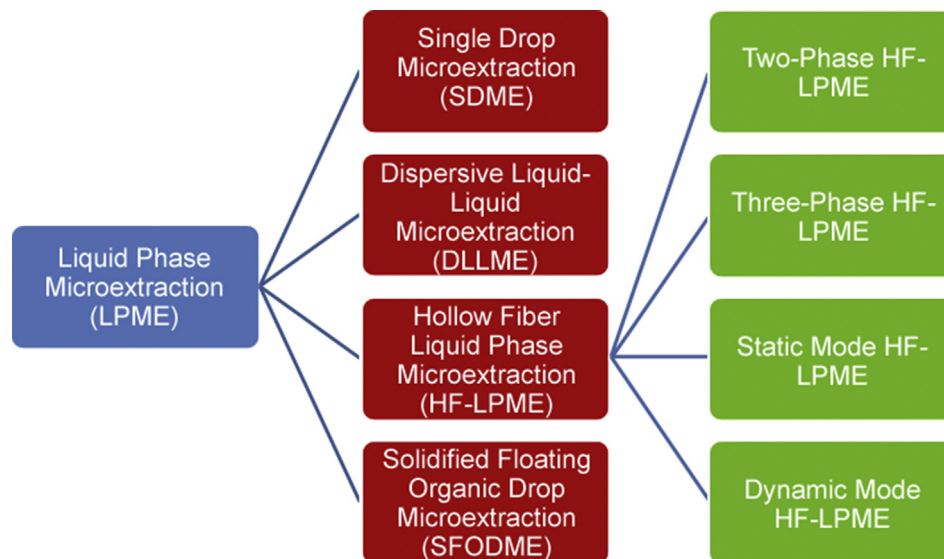 Liquid Phase
Microextraction
(LPME)
Single Drop
Microextraction
(SDME)
Dispersive Liquid-
Liquid
Microextraction
(DLLME)
Hollow Fiber
Liquid Phase
Microextraction
(HF-LPME)
Solidified Floating
Organic Drop
Microextraction
(SFODME)
Two-Phase HF-
LPME
Three-Phase HF-
LPME
Static Mode HF-
LPME
Dynamic Mode
HF-LPME